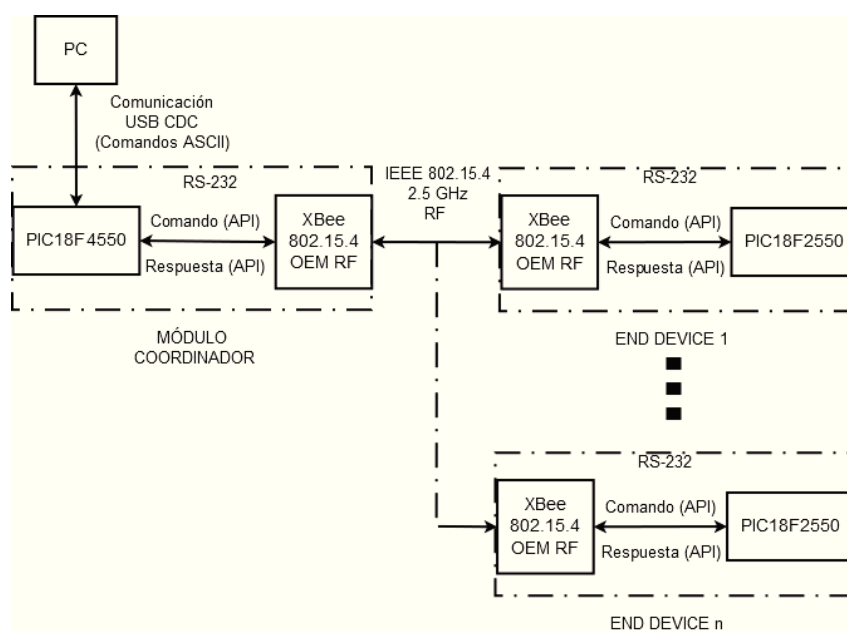 PC
Comunicación
USB CDC
(Comandos ASCII)
RS-232
PIC18F4550
Comando (API)
Respuesta (API)
XBee
802.15.4
OEM RF
MÓDULO
COORDINADOR
IEEE 802.15.4
2.5 GHz
RF
RS-232
XBee
802.15.4
OEM RF
Comando (API)
Respuesta (API)
PIC18F2550
END DEVICE 1
RS-232
XBee
802.15.4
OEM RF
Comando (API)
Respuesta (API)
PIC18F2550
END DEVICE n